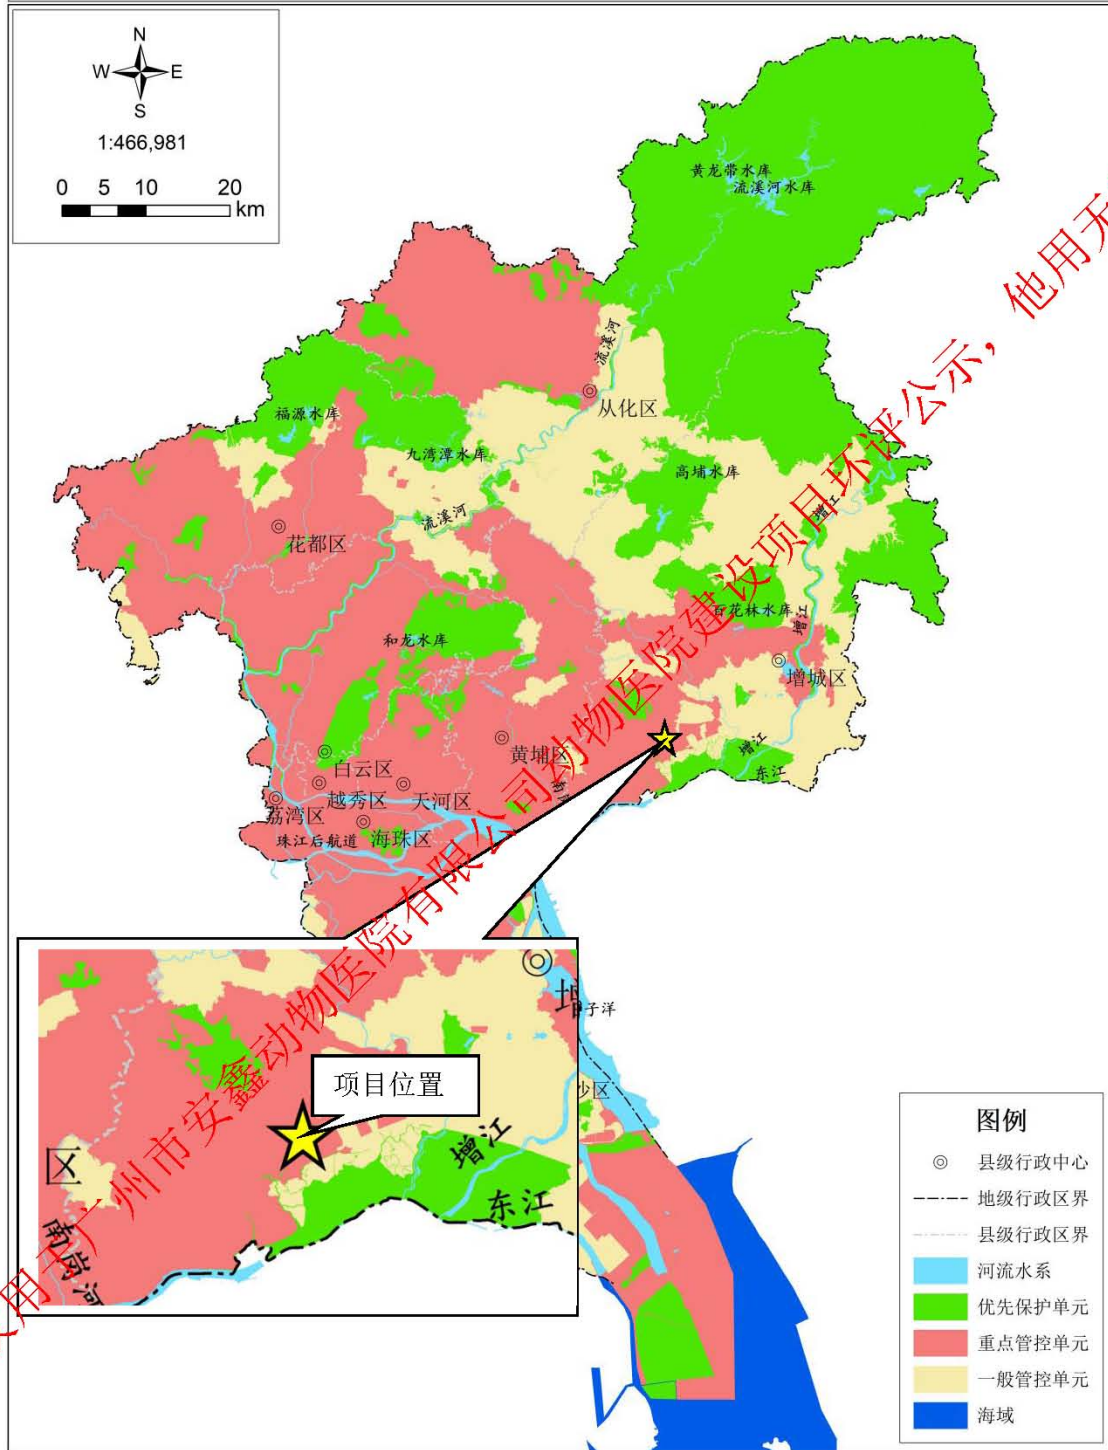 N
W E
S
1:466,981
0 5 10 20
km
黄龙带水库
流溪河水库
流溪河
从化区
福源水库
九湾潭水库
高埔水库
流溪河
增江
花都区
百花林水库
和龙水库
增江
增城区
黄埔区
白云区
增江
东江
越秀区
天河区
荔湾区
海珠区
珠江后航道
子洋
沙区
增
项目位置
增江
东江
区
南岗河
用于广州市安鑫动物医院有限公司动物医院建设项目环评公示，他用无
图例
县级行政中心
地级行政区界
县级行政区界
河流水系
优先保护单元
重点管控单元
一般管控单元
海域